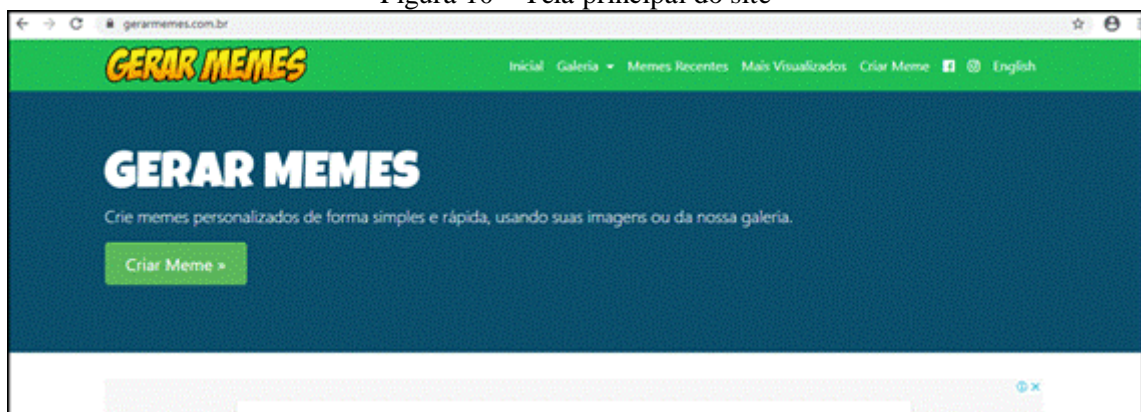 Figura 16 – Tela principal do site
gerarmemes.com.br
GERAR MEMES
Inicial Galeria Memes Recentes Mais Visualizados Criar Meme English
GERAR MEMES
Crie memes personalizados de forma simples e rápida, usando suas imagens ou da nossa galeria.
Criar Meme »